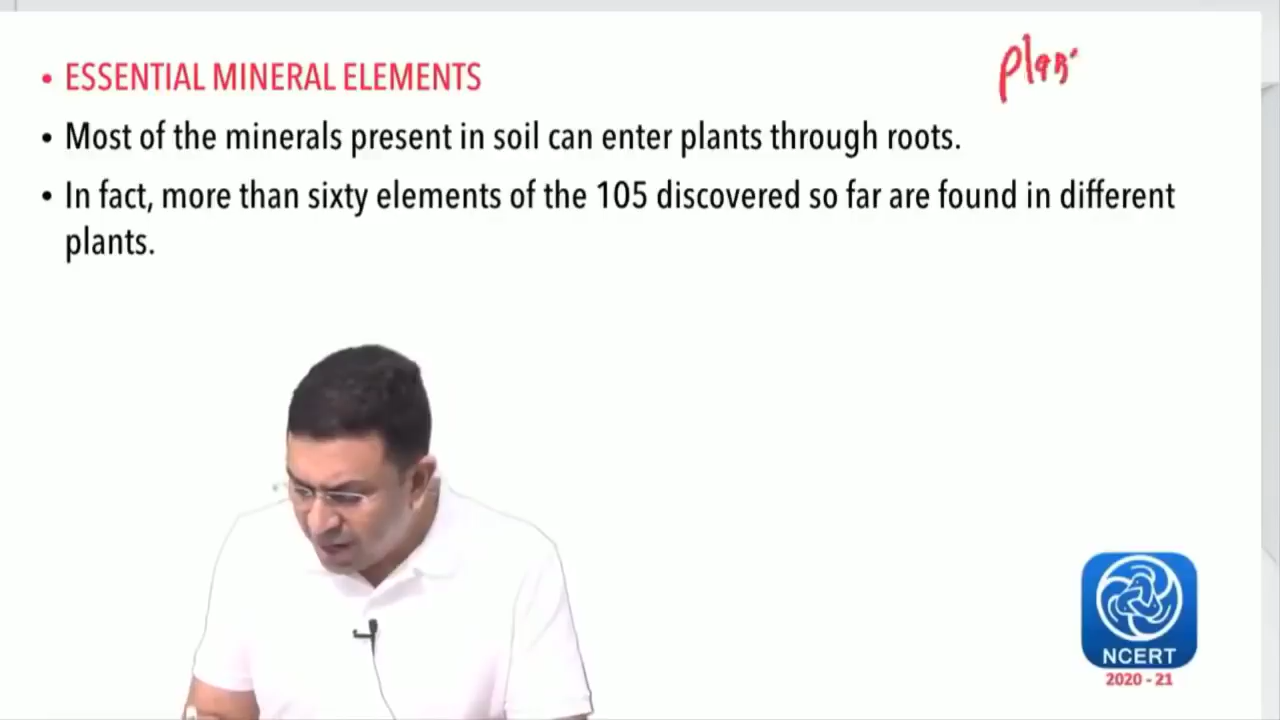 • ESSENTIAL MINERAL ELEMENTS
• Most of the minerals present in soil can enter plants through roots.
• In fact, more than sixty elements of the 105 discovered so far are found in different
plants.
NCERT
2020 - 21